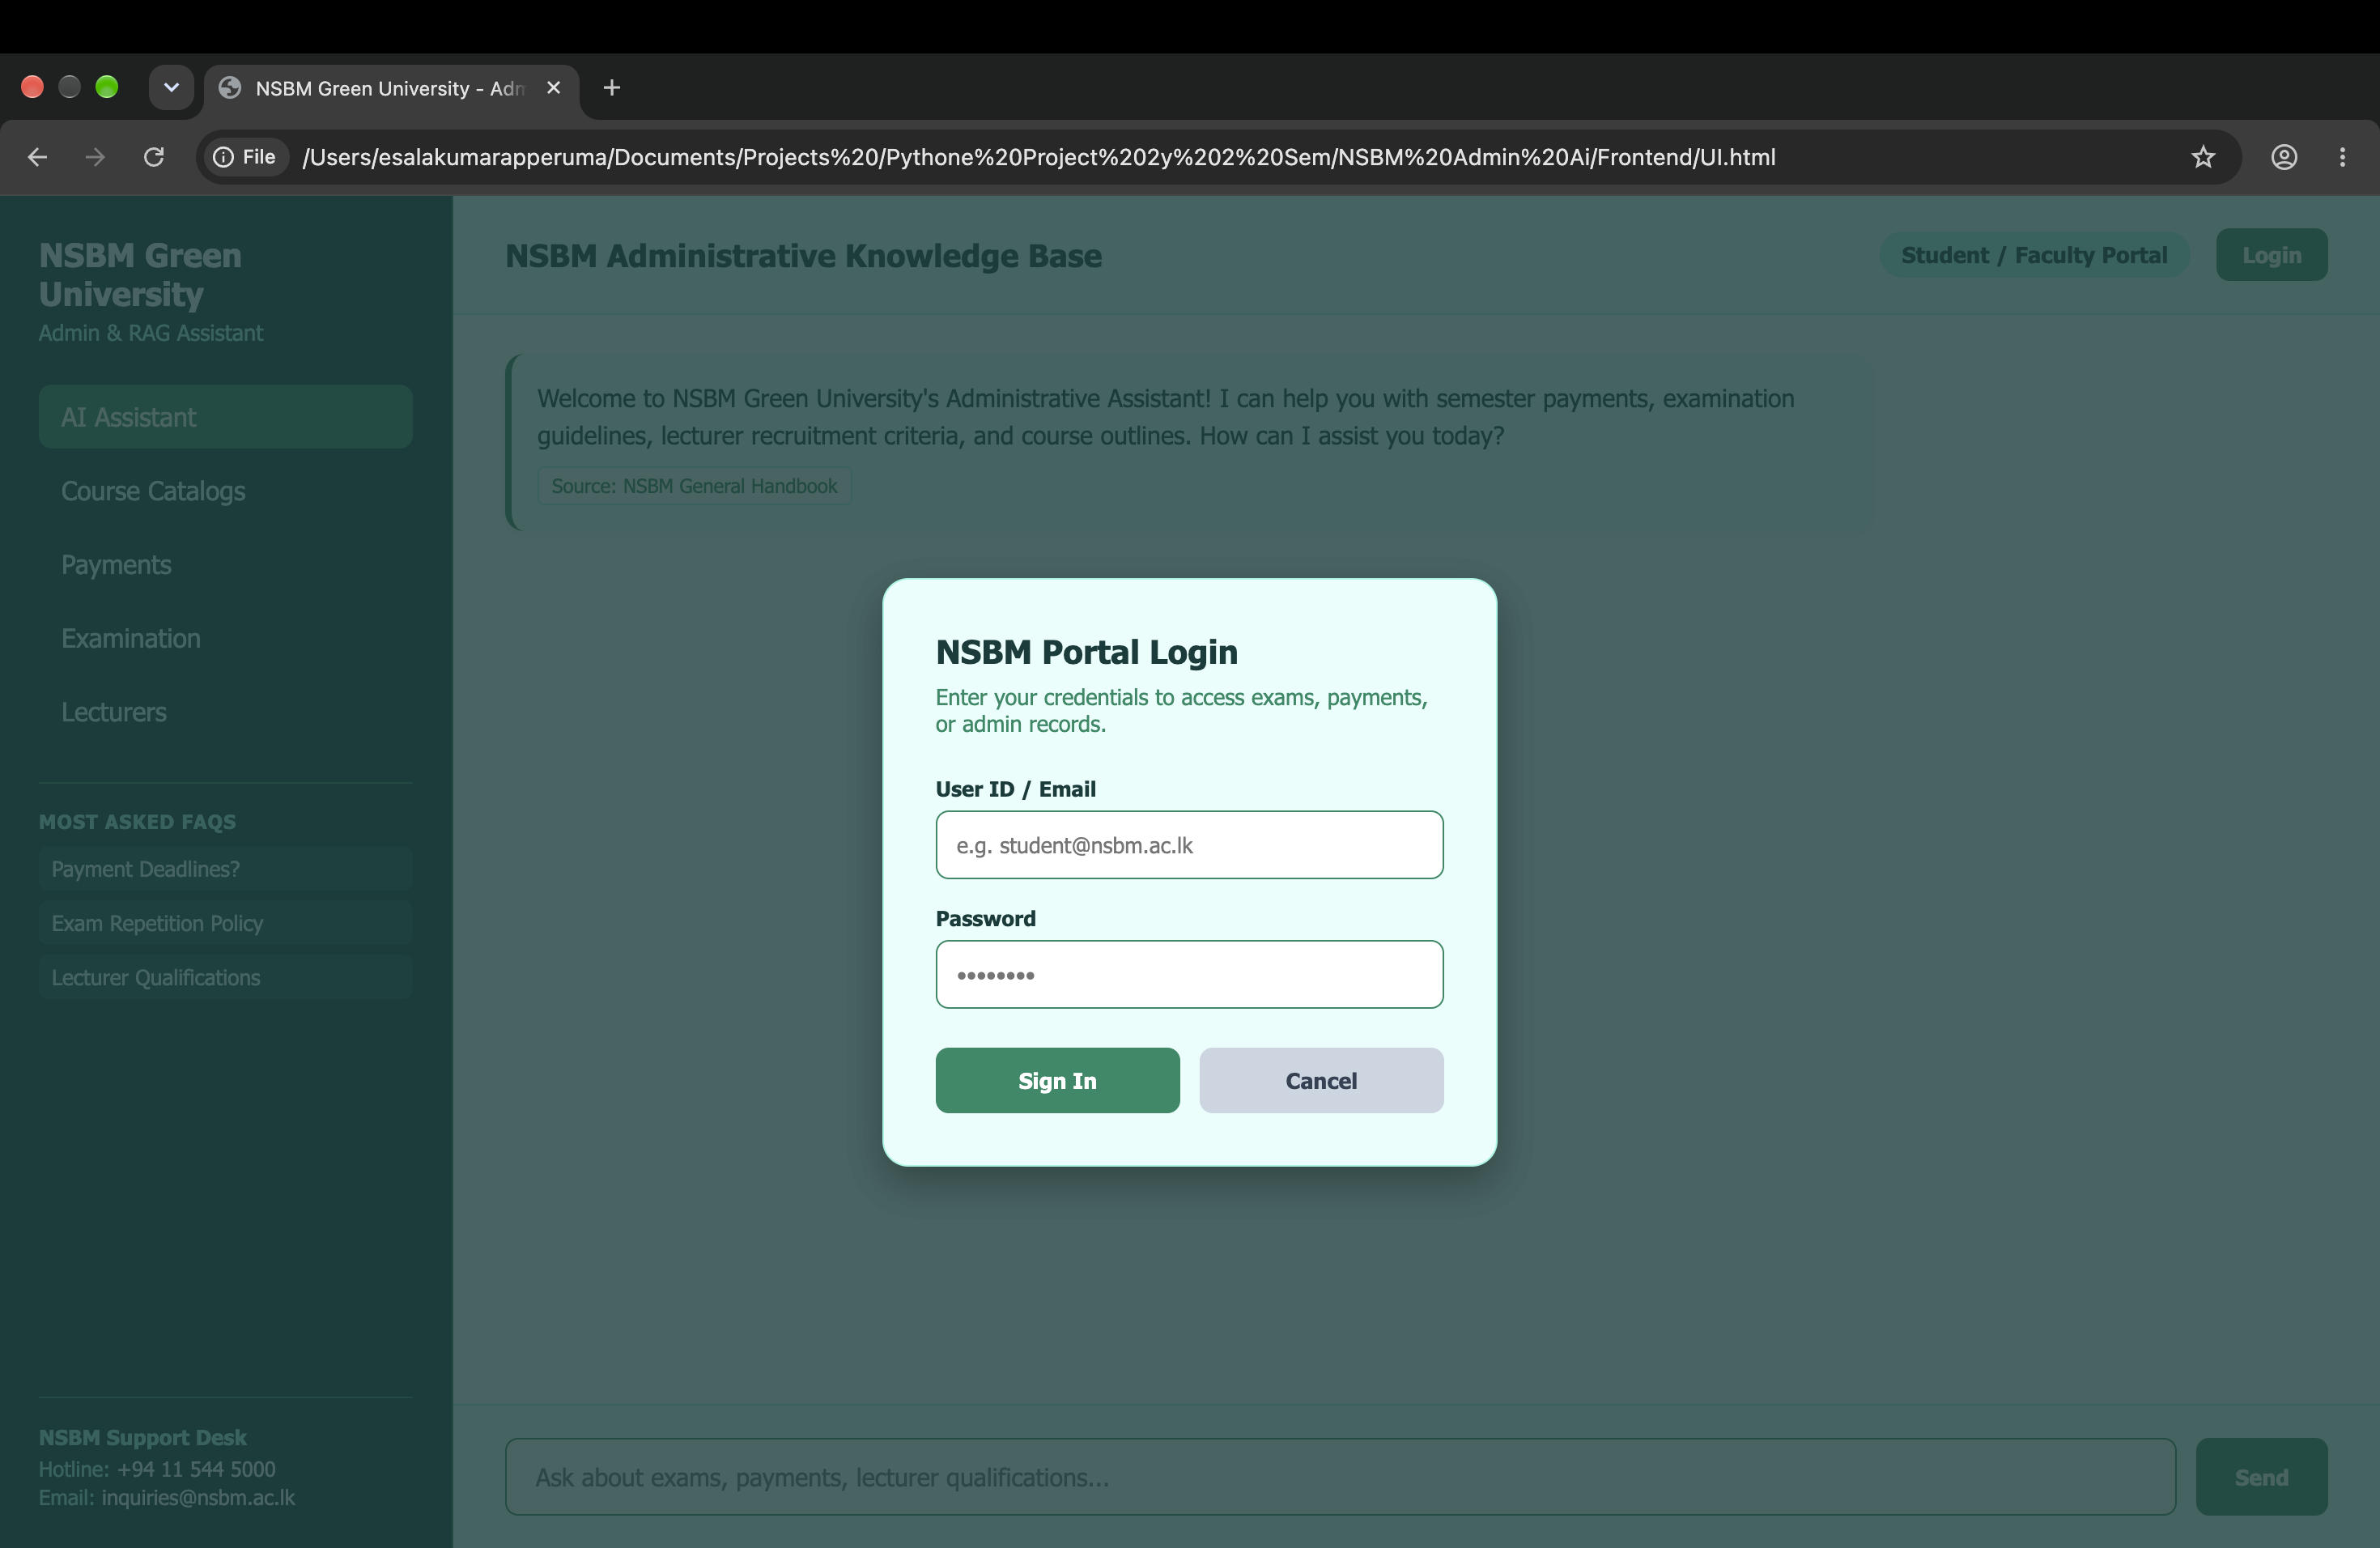 NSBM Green University - Adm
File
/Users/esalakumarapperuma/Documents/Projects%20/Pythone%20Project%202y%202%20Sem/NSBM%20Admin%20Ai/Frontend/UI.html
NSBM Green
University
Admin & RAG Assistant
AI Assistant
Course Catalogs
Payments
Examination
Lecturers
MOST ASKED FAQS
Payment Deadlines?
Exam Repetition Policy
Lecturer Qualifications
NSBM Support Desk
Hotline: +94 11 544 5000
Email: inquiries@nsbm.ac.lk
NSBM Administrative Knowledge Base
Student / Faculty Portal
Login
Welcome to NSBM Green University's Administrative Assistant! I can help you with semester payments, examination
guidelines, lecturer recruitment criteria, and course outlines. How can I assist you today?
Source: NSBM General Handbook
NSBM Portal Login
Enter your credentials to access exams, payments,
or admin records.
User ID / Email
e.g. student@nsbm.ac.lk
Password
••••••••
Sign In
Cancel
Ask about exams, payments, lecturer qualifications...
Send